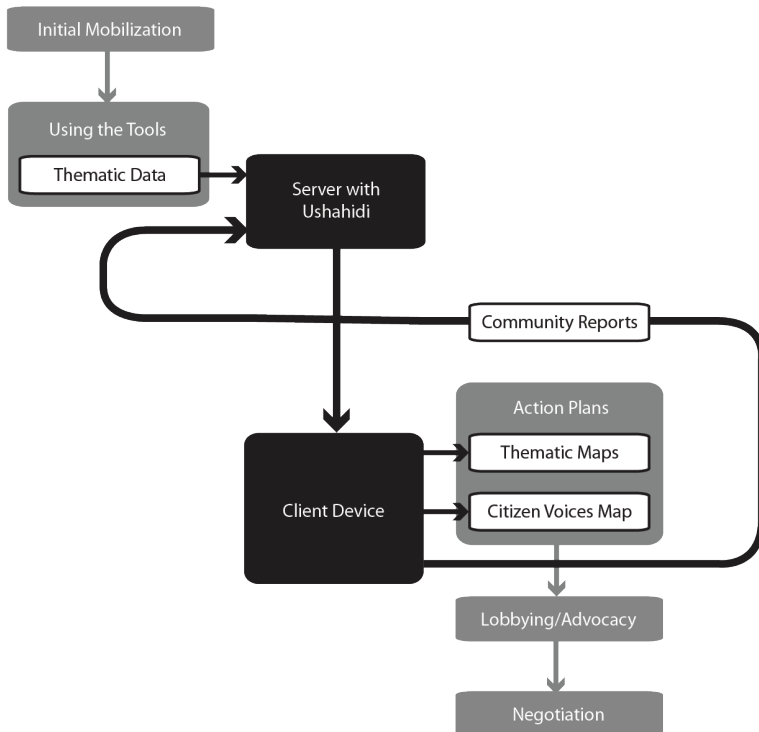 Initial Mobilization
Using the Tools
Thematic Data
Server with
Ushahidi
Community Reports
Action Plans
Thematic Maps
Client Device
Citizen Voices Map
Lobbying/Advocacy
Negotiation